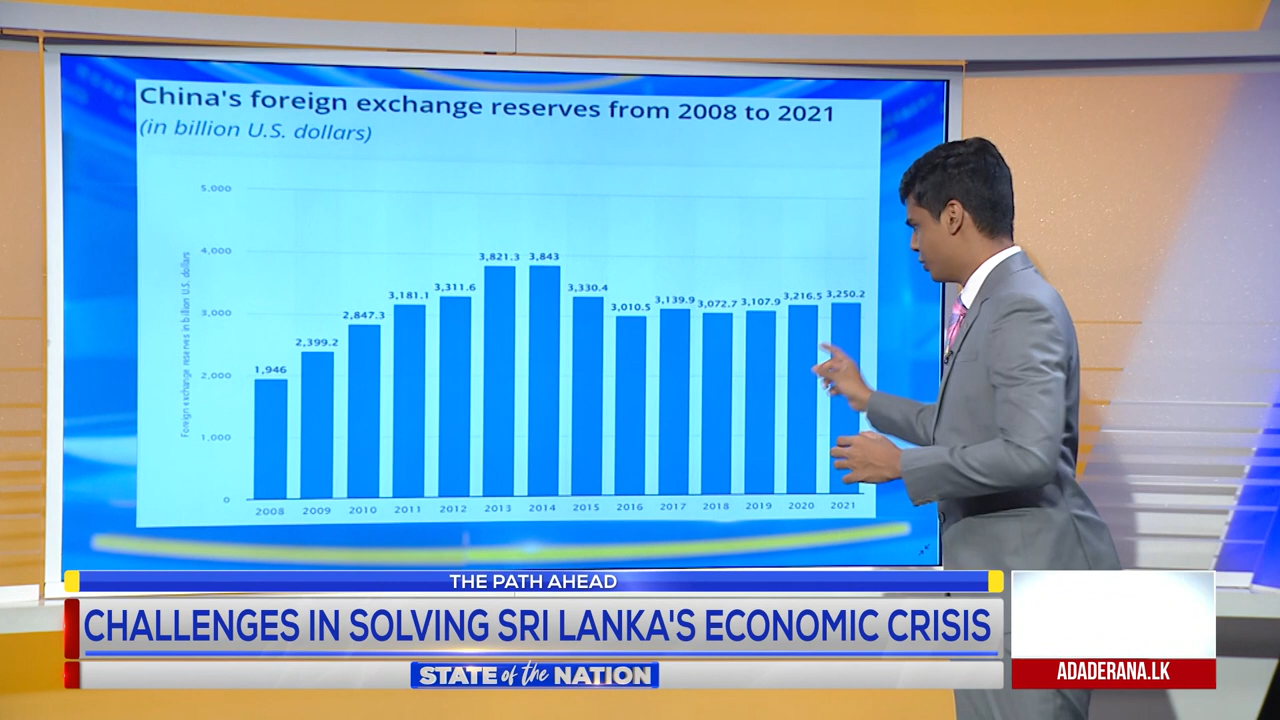 China's foreign exchange reserves from 2008 to 2021
(in billion U.S. dollars)
Foreign exchange reserves in billion U.S. dollars
5,000
4,000
3,000
2,000
1,000
0
1,946
2,399.2
2,847.3
3,181.1
3,311.6
3,821.3
3,843
3,330.4
3,010.5
3,139.9
3,072.7
3,107.9
3,216.5
3,250.2
2008 2009 2010 2011 2012 2013 2014 2015 2016 2017 2018 2019 2020 2021
THE PATH AHEAD
CHALLENGES IN SOLVING SRI LANKA'S ECONOMIC CRISIS
STATE of the NATION
ADADERANA.LK